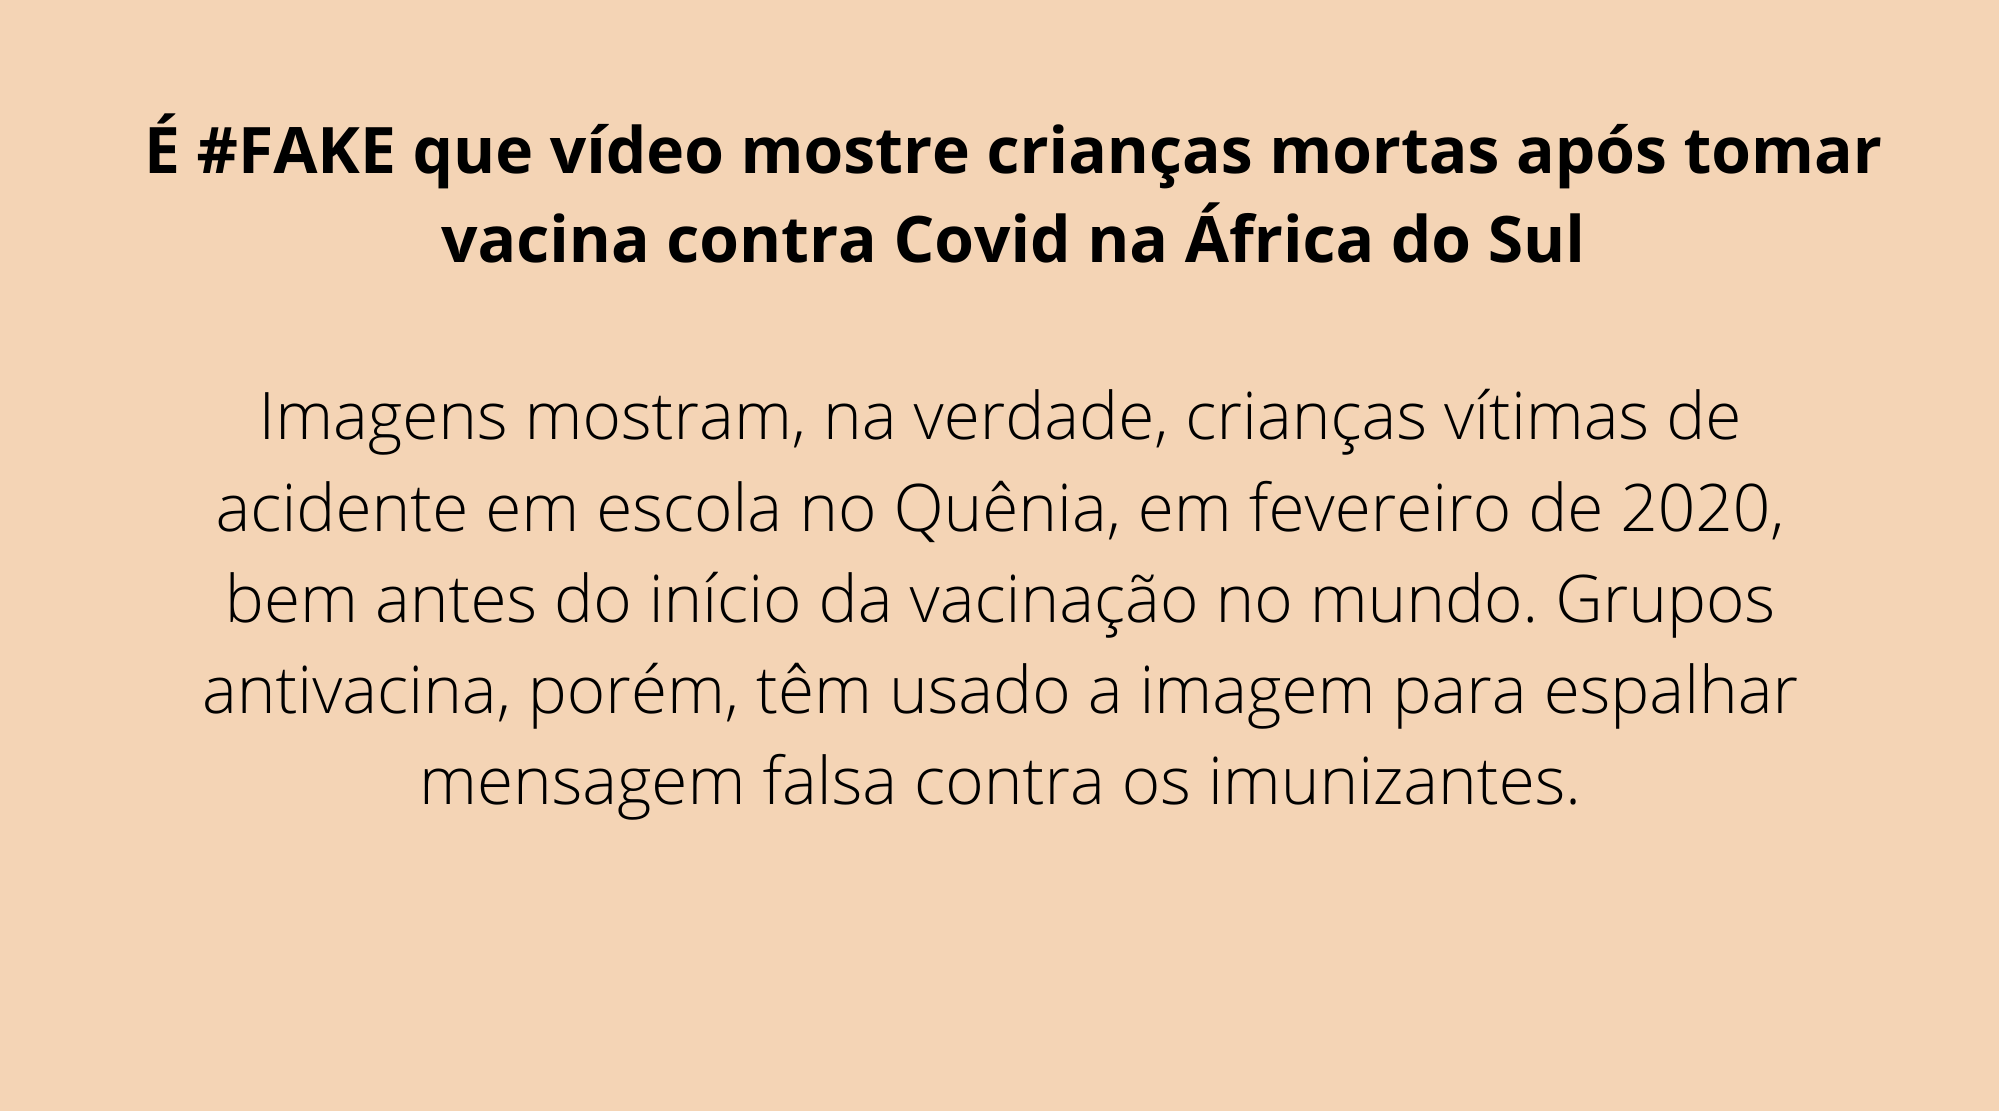 É #FAKE que vídeo mostre crianças mortas após tomar
vacina contra Covid na África do Sul
Imagens mostram, na verdade, crianças vítimas de
acidente em escola no Quênia, em fevereiro de 2020,
bem antes do início da vacinação no mundo. Grupos
antivacina, porém, têm usado a imagem para espalhar
mensagem falsa contra os imunizantes.